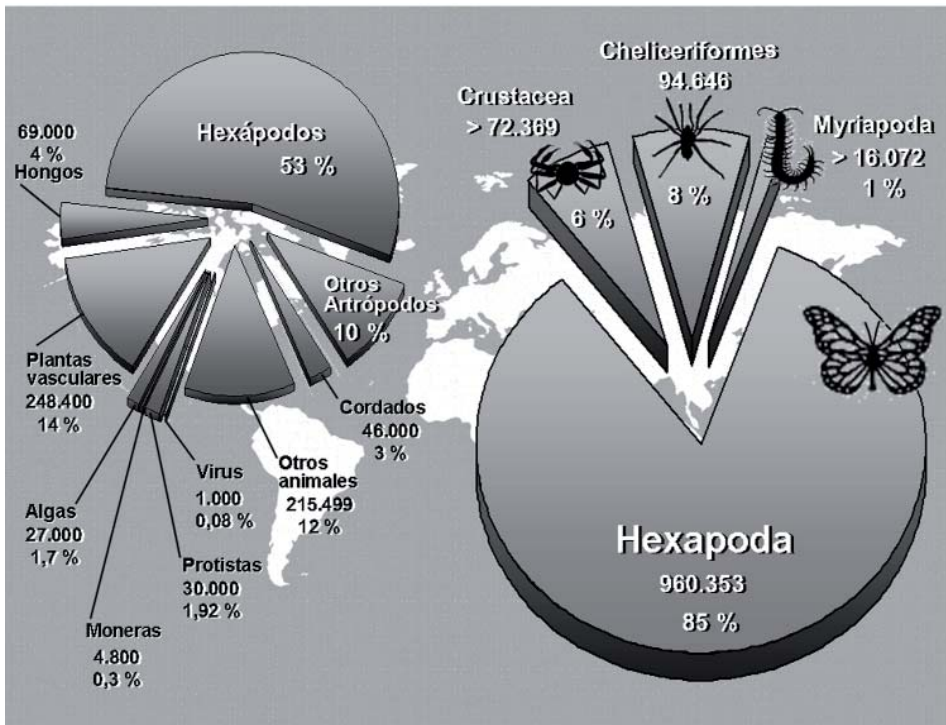 Hexápodos
53 %
69.000
4 %
Hongos
Otros
Artrópodos
10 %
Plantas
vasculares
248.400
14 %
Cordados
46.000
3 %
Otros
animales
215.499
12 %
Virus
1.000
0,08 %
Algas
27.000
1,7 %
Protistas
30.000
1,92 %
Moneras
4.800
0,3 %
Cheliceriformes
94.646
8 %
Crustacea
> 72.369
6 %
Myriapoda
> 16.072
1 %
Hexapoda
960.353
85 %